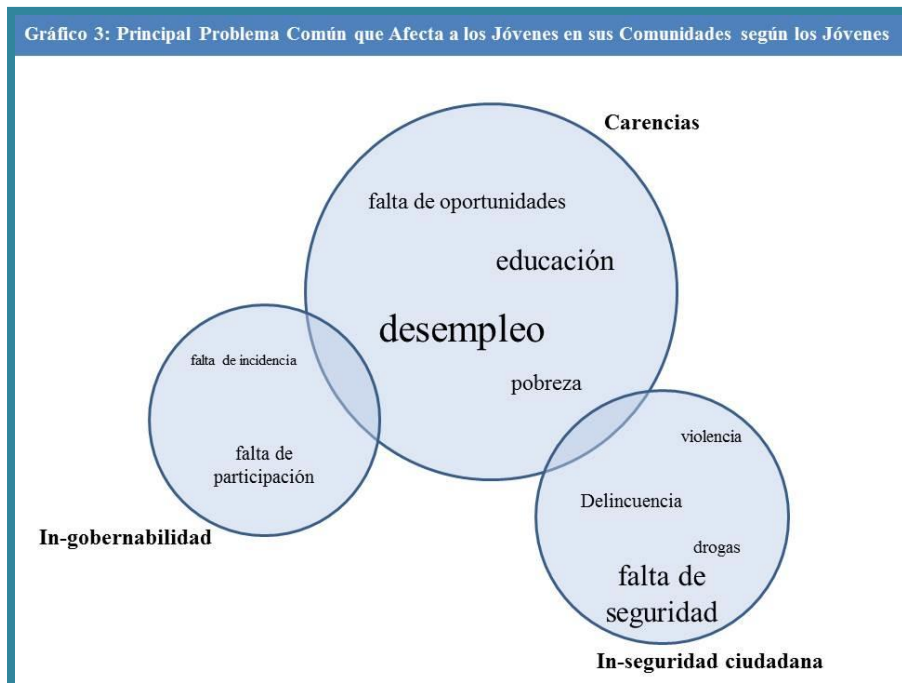 Gráfico 3: Principal Problema Común que Afecta a los Jóvenes en sus Comunidades según los Jóvenes
Carencias
falta de oportunidades
educación
desempleo
pobreza
falta de incidencia
falta de
participación
In-gobernabilidad
violencia
Delincuencia
drogas
falta de
seguridad
In-seguridad ciudadana